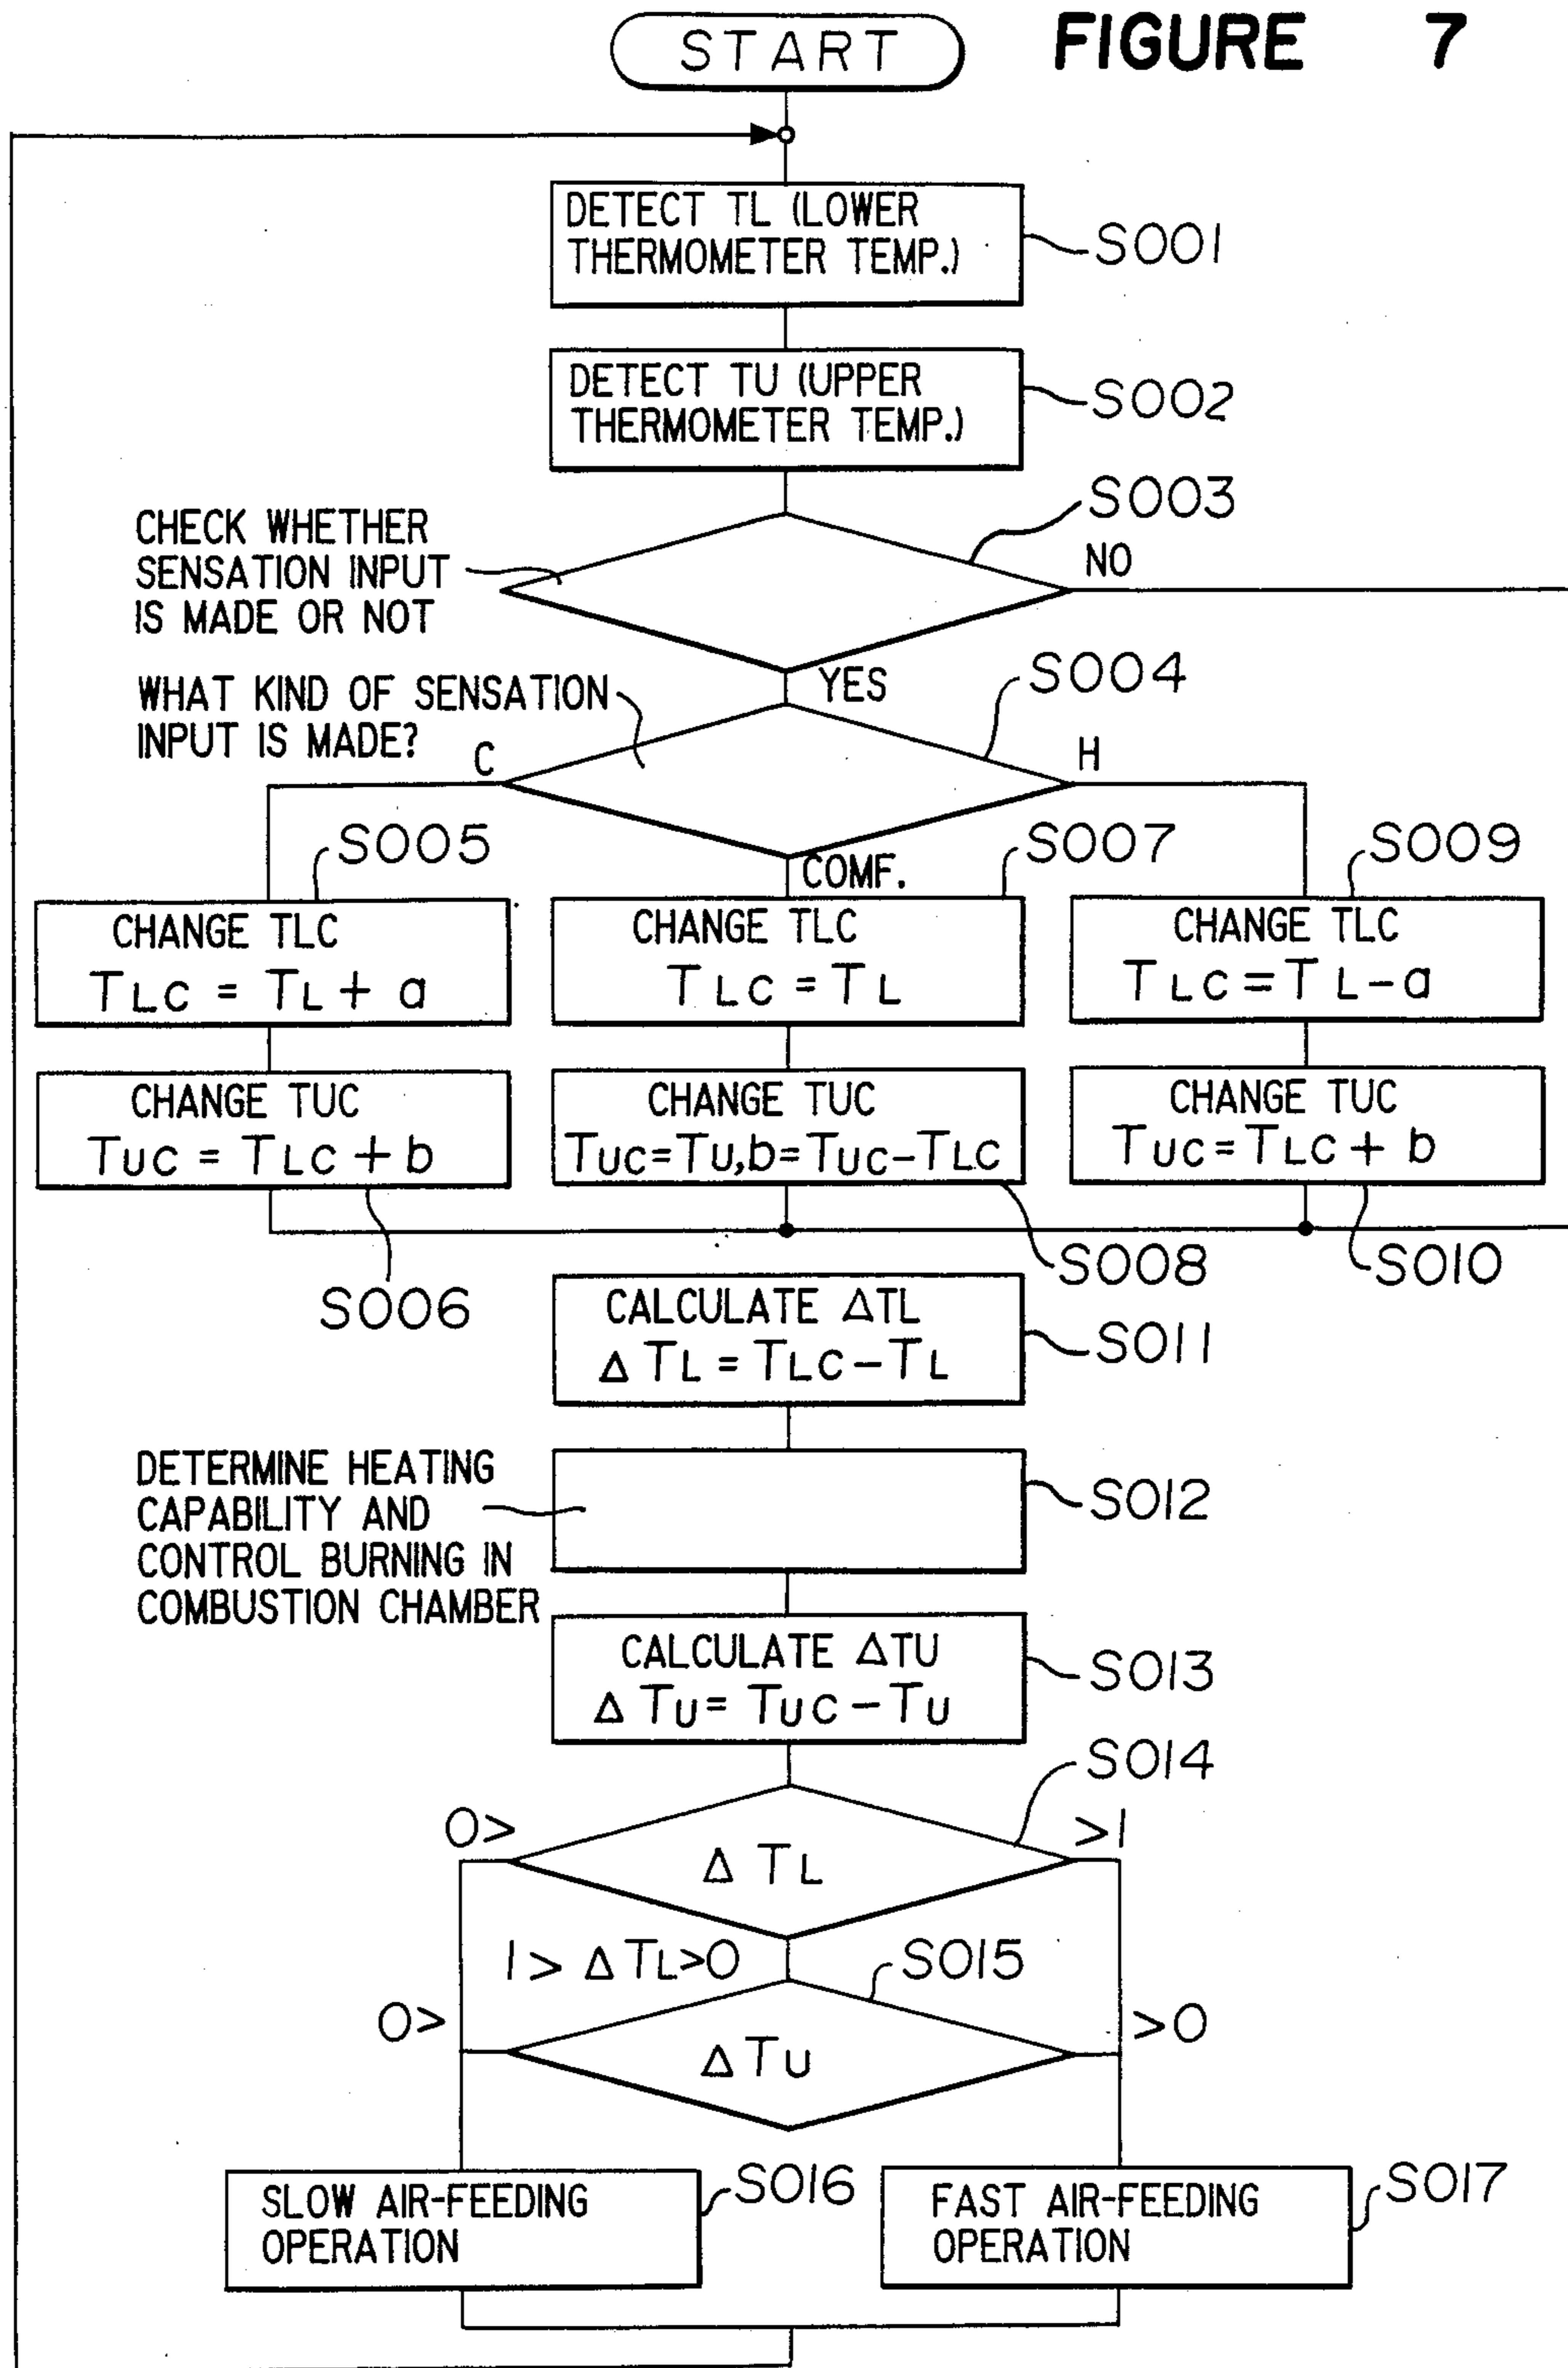 START
FIGURE 7
DETECT TL (LOWER
THERMOMETER TEMP.)
S001
DETECT TU (UPPER
THERMOMETER TEMP.)
S002
S003
CHECK WHETHER
SENSATION INPUT
IS MADE OR NOT
NO
YES
S004
WHAT KIND OF SENSATION
INPUT IS MADE?
C
H
COMF.
S005
CHANGE TLC
TLC = TL + a
S007
CHANGE TLC
TLC = TL
S009
CHANGE TLC
TLC = TL - a
CHANGE TUC
TUC = TLC + b
S006
CHANGE TUC
TUC=TU,b=TUC-TLC
S008
CHANGE TUC
TUC = TLC + b
S010
CALCULATE ΔTL
Δ TL = TLC - TL
S011
DETERMINE HEATING
CAPABILITY AND
CONTROL BURNING IN
COMBUSTION CHAMBER
S012
CALCULATE ΔTU
Δ TU = TUC - TU
S013
S014
0>
Δ TL
>1
1 > Δ TL>0
S015
0>
Δ TU
>0
SLOW AIR-FEEDING
OPERATION
S016
FAST AIR-FEEDING
OPERATION
S017